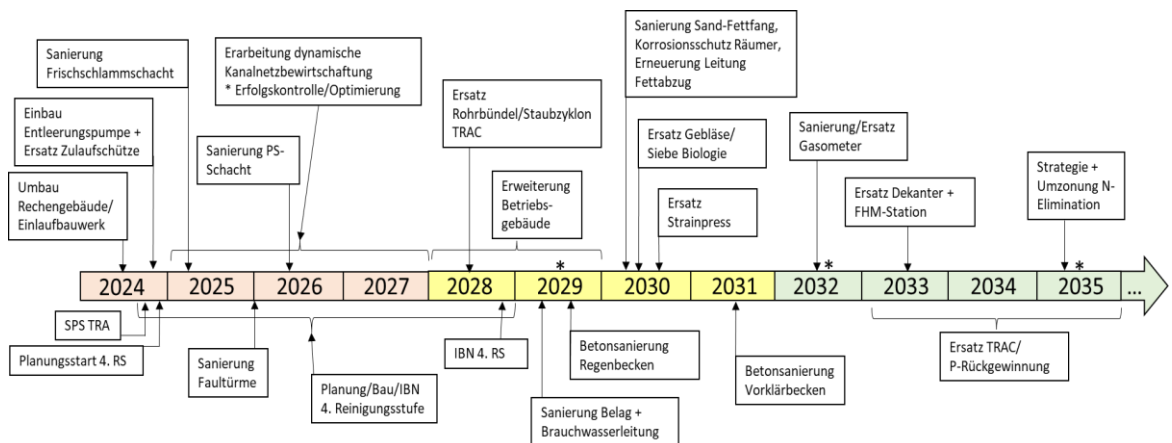 Sanierung
Frischschlammschacht
Einbau
Entleerungspumpe +
Ersatz Zulaufschütze
Umbau
Rechengebäude/
Einlaufbauwerk
Erarbeitung dynamische
Kanalnetzbewirtschaftung
* Erfolgskontrolle/Optimierung
Sanierung PS-
Schacht
Ersatz
Rohrbündel/Staubzyklon
TRAC
Erweiterung
Betriebs-
gebäude
Sanierung Sand-Fettfang,
Korrosionsschutz Räumer,
Erneuerung Leitung
Fettabzug
Ersatz Gebläse/
Siebe Biologie
Ersatz
Strainpress
Sanierung/Ersatz
Gasometer
Ersatz Dekanter +
FHM-Station
Strategie +
Umzonung N-
Elimination
* * *
2024 2025 2026 2027 2028 2029 2030 2031 2032 2033 2034 2035 ...
SPS TRA
Planungsstart 4. RS
Sanierung
Faultürme
Planung/Bau/IBN
4. Reinigungsstufe
IBN 4. RS
Sanierung Belag +
Brauchwasserleitung
Betonsanierung
Regenbecken
Betonsanierung
Vorklärbecken
Ersatz TRAC/
P-Rückgewinnung